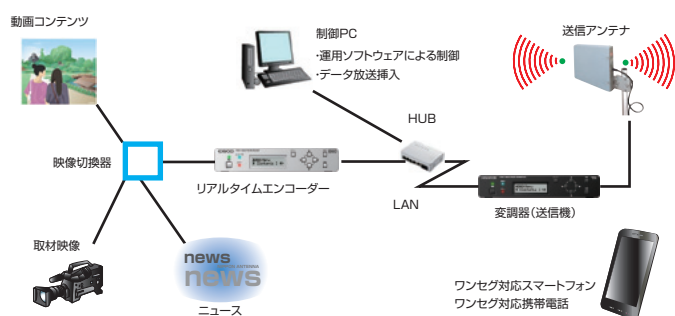 動画コンテンツ
制御PC
・運用ソフトウェアによる制御
・データ放送挿入
送信アンテナ
HUB
映像切換器
リアルタイムエンコーダー
LAN
変調器（送信機）
取材映像
news
news
ニュース
ワンセグ対応スマートフォン
ワンセグ対応携帯電話